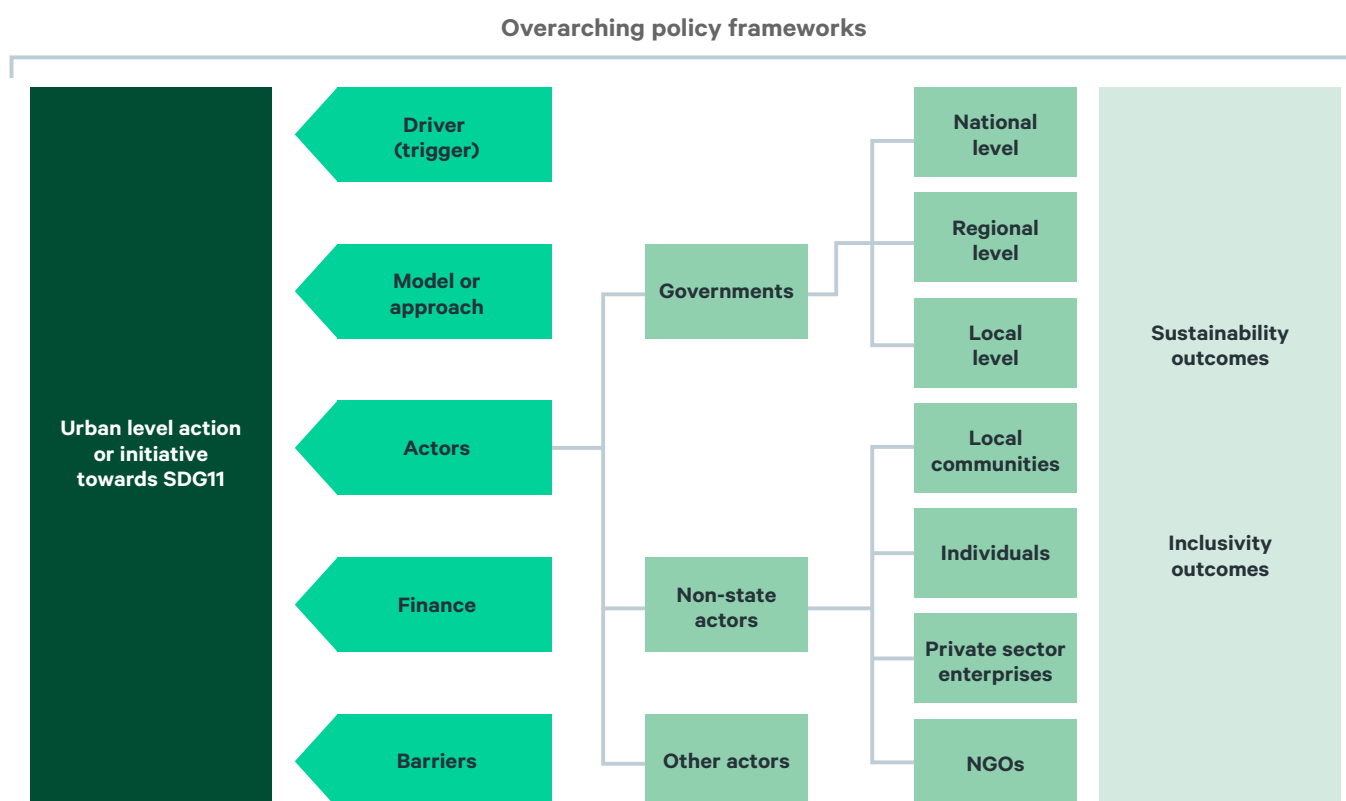 Overarching policy frameworks
Urban level action
or initiative
towards SDG11
Driver
(trigger)
Model or
approach
Actors
Finance
Barriers
Governments
Non-state
actors
Other actors
National
level
Regional
level
Local
level
Local
communities
Individuals
Private sector
enterprises
NGOs
Sustainability
outcomes
Inclusivity
outcomes